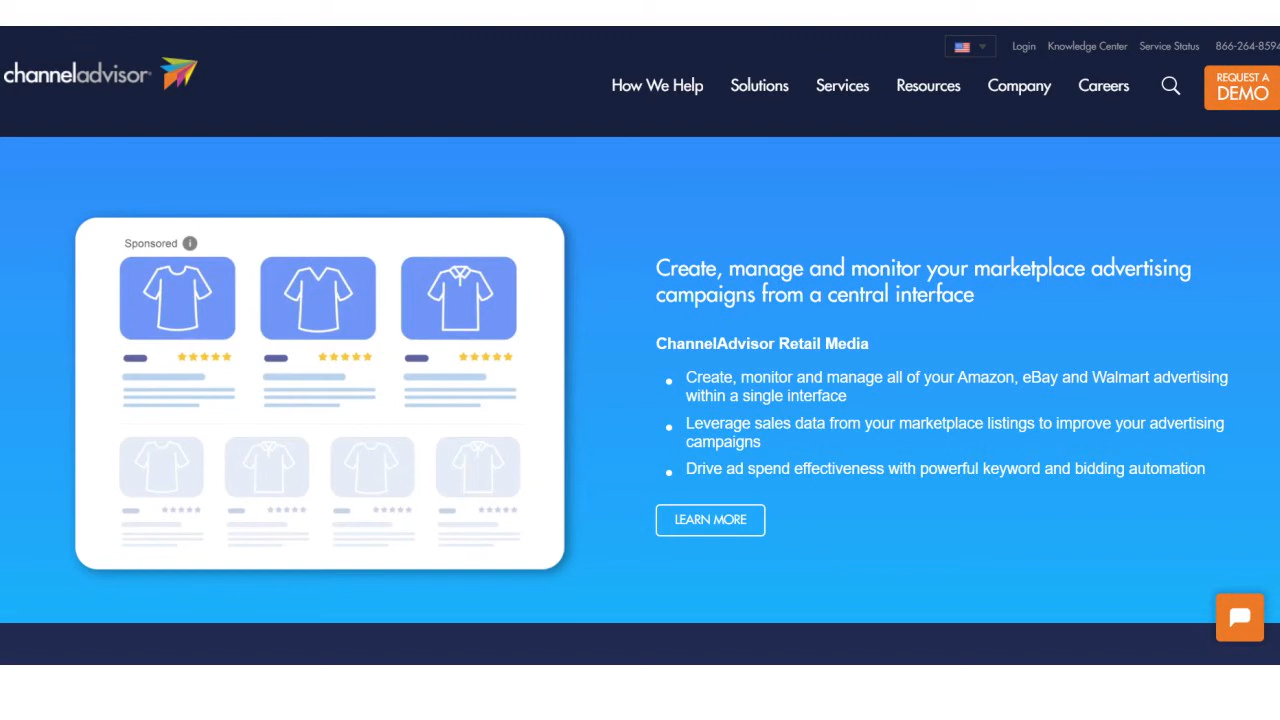 Login Knowledge Center Service Status 866-264-8594
channeladvisor
How We Help Solutions Services Resources Company Careers
REQUEST A
DEMO
Sponsored i
Create, manage and monitor your marketplace advertising
campaigns from a central interface
ChannelAdvisor Retail Media
• Create, monitor and manage all of your Amazon, eBay and Walmart advertising
within a single interface
• Leverage sales data from your marketplace listings to improve your advertising
campaigns
• Drive ad spend effectiveness with powerful keyword and bidding automation
LEARN MORE